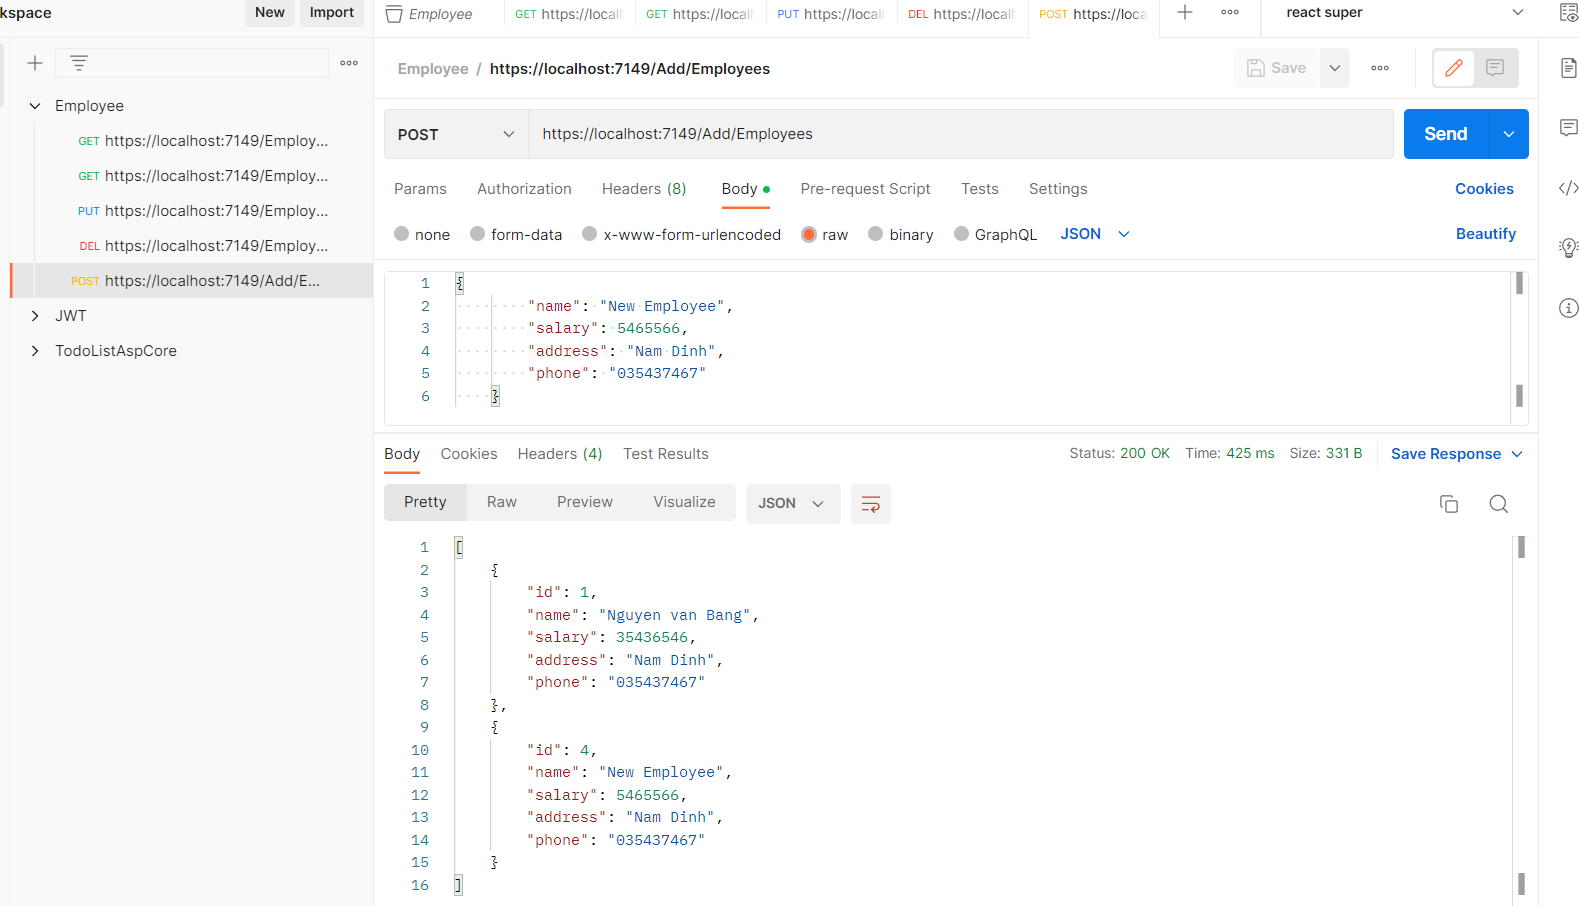 kspace New Import
Employee GET https://local GET https://local PUT https://local DEL https://local POST https://loca react super
Employee / https://localhost:7149/Add/Employees Save
Employee
GET https://localhost:7149/Employ...
GET https://localhost:7149/Employ...
PUT https://localhost:7149/Employ...
DEL https://localhost:7149/Employ...
POST https://localhost:7149/Add/E...
JWT
TodoListAspCore
POST https://localhost:7149/Add/Employees Send
Params Authorization Headers (8) Body Pre-request Script Tests Settings Cookies
none form-data x-www-form-urlencoded raw binary GraphQL JSON Beautify
1 {
2 "name": "New Employee",
3 "salary": 5465566,
4 "address": "Nam Dinh",
5 "phone": "035437467"
6 }
Body Cookies Headers (4) Test Results Status: 200 OK Time: 425 ms Size: 331 B Save Response
Pretty Raw Preview Visualize JSON
1 [
2 {
3 "id": 1,
4 "name": "Nguyen van Bang",
5 "salary": 35436546,
6 "address": "Nam Dinh",
7 "phone": "035437467"
8 },
9 {
10 "id": 4,
11 "name": "New Employee",
12 "salary": 5465566,
13 "address": "Nam Dinh",
14 "phone": "035437467"
15 }
16 ]